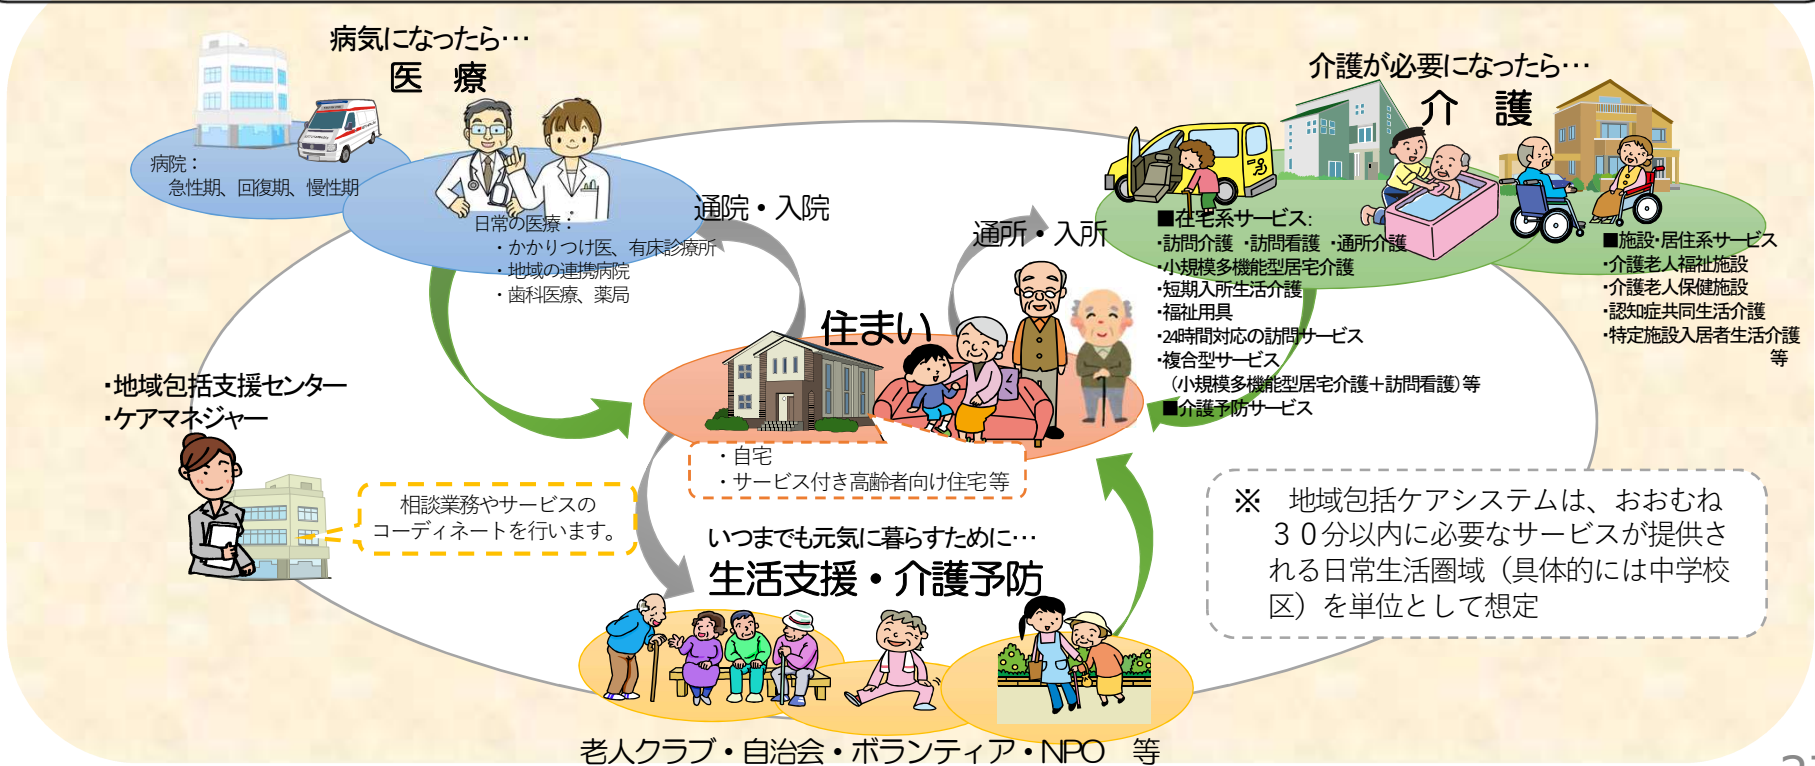 病気になったら…
医　療
病院：
急性期、回復期、慢性期
日常の医療：
・かかりつけ医、有床診療所
・地域の連携病院
・歯科医療、薬局
通院・入院
通所・入所
介護が必要になったら…
介　護
■在宅系サービス:
・訪問介護 ・訪問看護 ・通所介護
・小規模多機能型居宅介護
・短期入所生活介護
・福祉用具
・24時間対応の訪問サービス
・複合型サービス
（小規模多機能型居宅介護＋訪問看護）等
■介護予防サービス
■施設・居住系サービス
・介護老人福祉施設
・介護老人保健施設
・認知症共同生活介護
・特定施設入居者生活介護
等
住まい
・自宅
・サービス付き高齢者向け住宅等
・地域包括支援センター
・ケアマネジャー
相談業務やサービスの
コーディネートを行います。
いつまでも元気に暮らすために…
生活支援・介護予防
老人クラブ・自治会・ボランティア・NPO　等
※　地域包括ケアシステムは、おおむね
３０分以内に必要なサービスが提供さ
れる日常生活圏域（具体的には中学校
区）を単位として想定